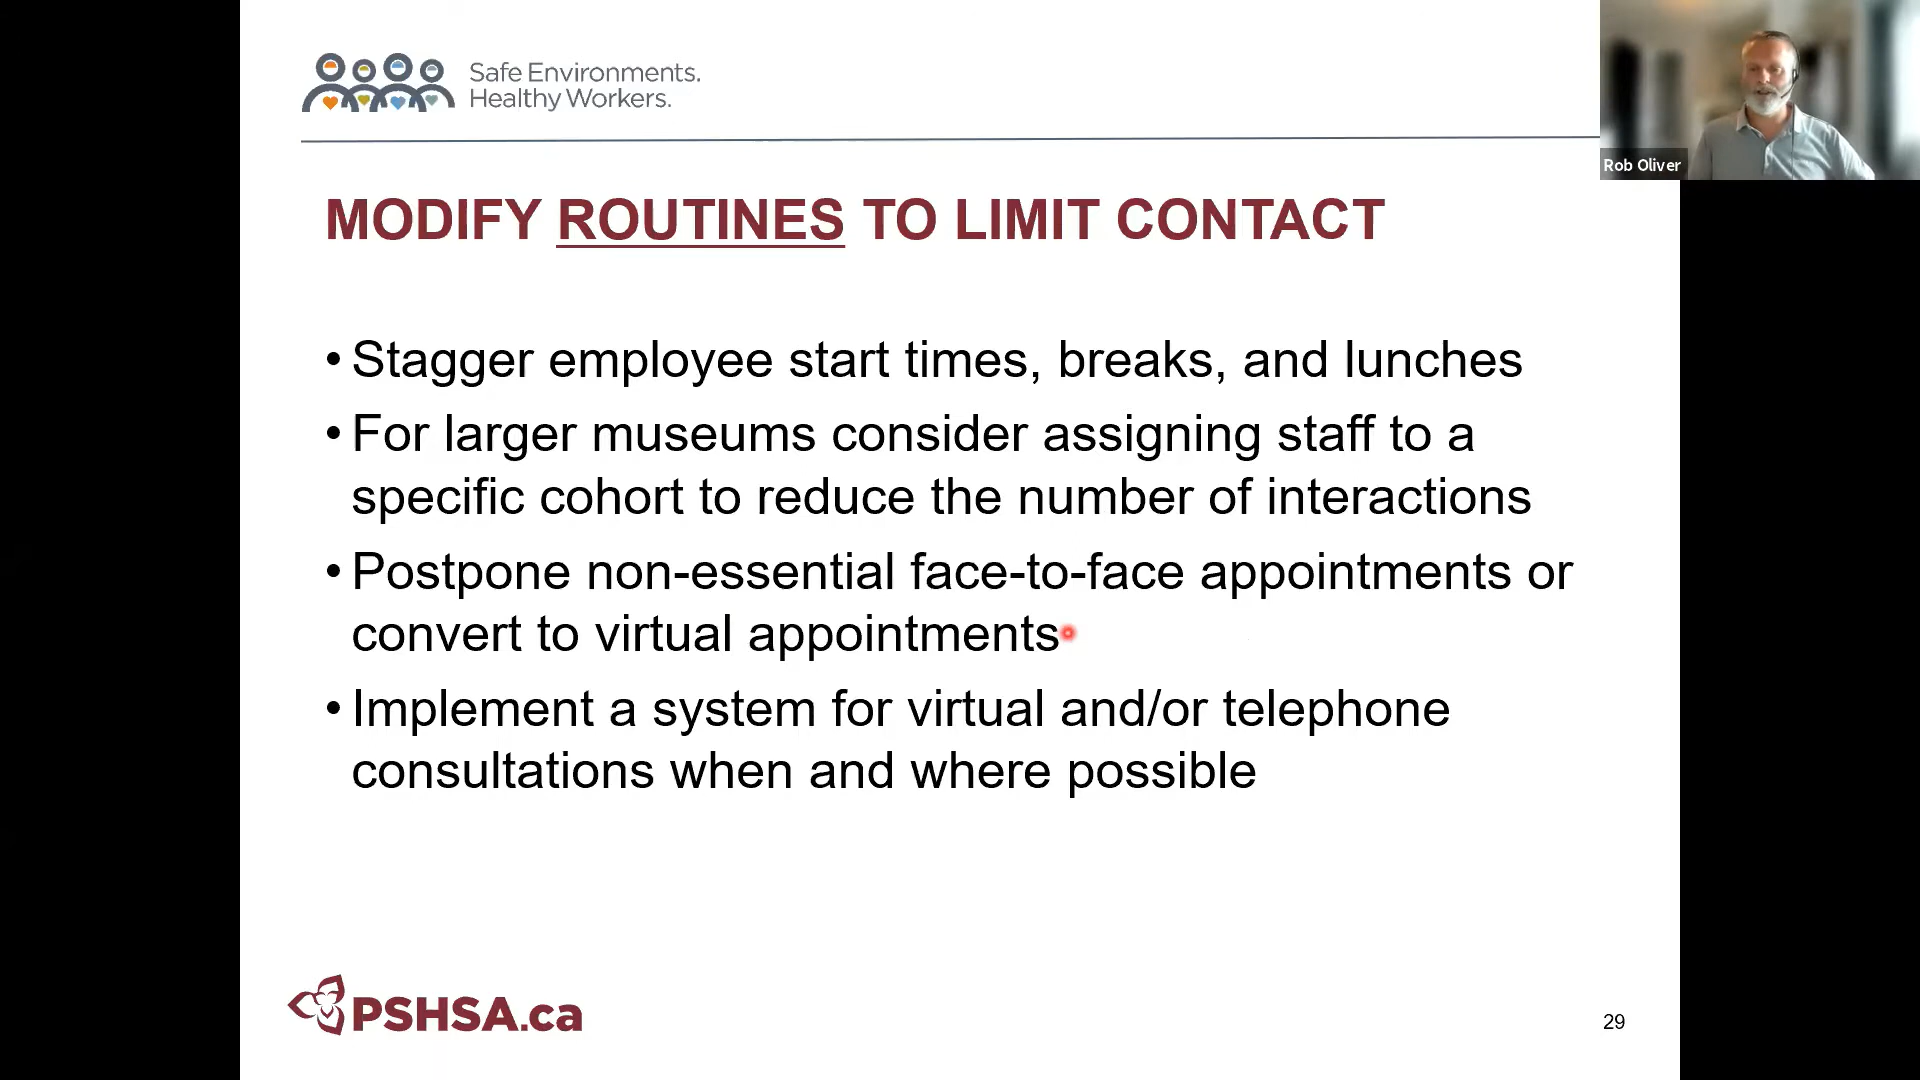 Safe Environments.
Healthy Workers.
Rob Oliver
MODIFY ROUTINES TO LIMIT CONTACT
• Stagger employee start times, breaks, and lunches
• For larger museums consider assigning staff to a
specific cohort to reduce the number of interactions
• Postpone non-essential face-to-face appointments or
convert to virtual appointments
• Implement a system for virtual and/or telephone
consultations when and where possible
PSHSA.ca
29